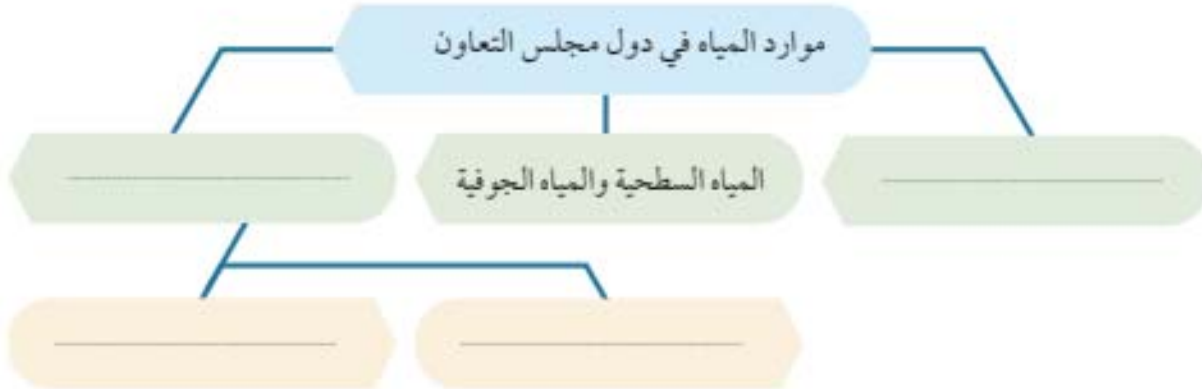 موارد المياه في دول مجلس التعاون
المياه السطحية والمياه الجوفية